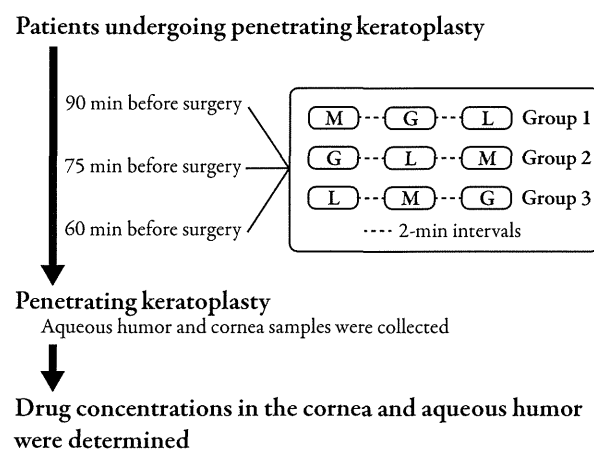 Patients undergoing penetrating keratoplasty
90 min before surgery
75 min before surgery
60 min before surgery
M G L Group 1
G L M Group 2
L M G Group 3
2-min intervals
Penetrating keratoplasty
Aqueous humor and cornea samples were collected
Drug concentrations in the cornea and aqueous humor
were determined